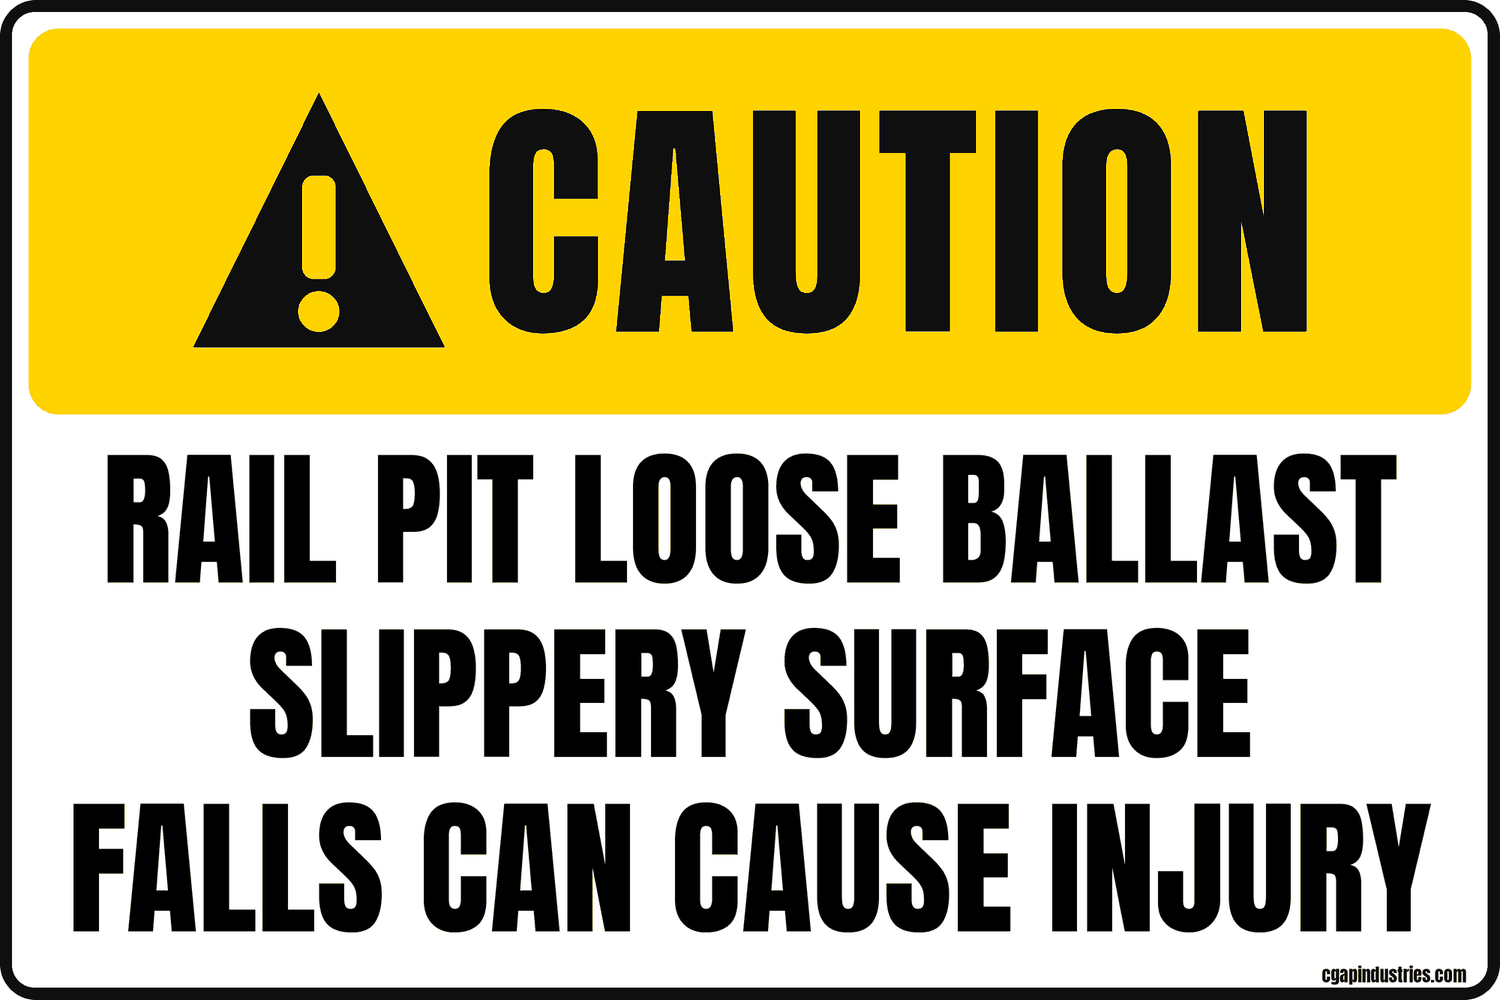 CAUTION
RAIL PIT LOOSE BALLAST
SLIPPERY SURFACE
FALLS CAN CAUSE INJURY
cgapindustries.com